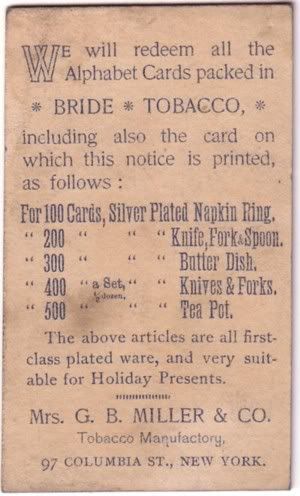 WE will redeem all the
Alphabet Cards packed in
* BRIDE * TOBACCO, *
including also the card on
which this notice is printed,
as follows :
For 100 Cards, Silver Plated Napkin Ring.
" 200 " " " Knife, Fork & Spoon.
" 300 " " " Butter Dish.
" 400 " a Set, ½ dozen, " Knives & Forks.
" 500 " " " Tea Pot.
The above articles are all first-
class plated ware, and very suit-
able for Holiday Presents.
MRS. G. B. MILLER & CO.
Tobacco Manufactory,
97 COLUMBIA ST., NEW YORK.